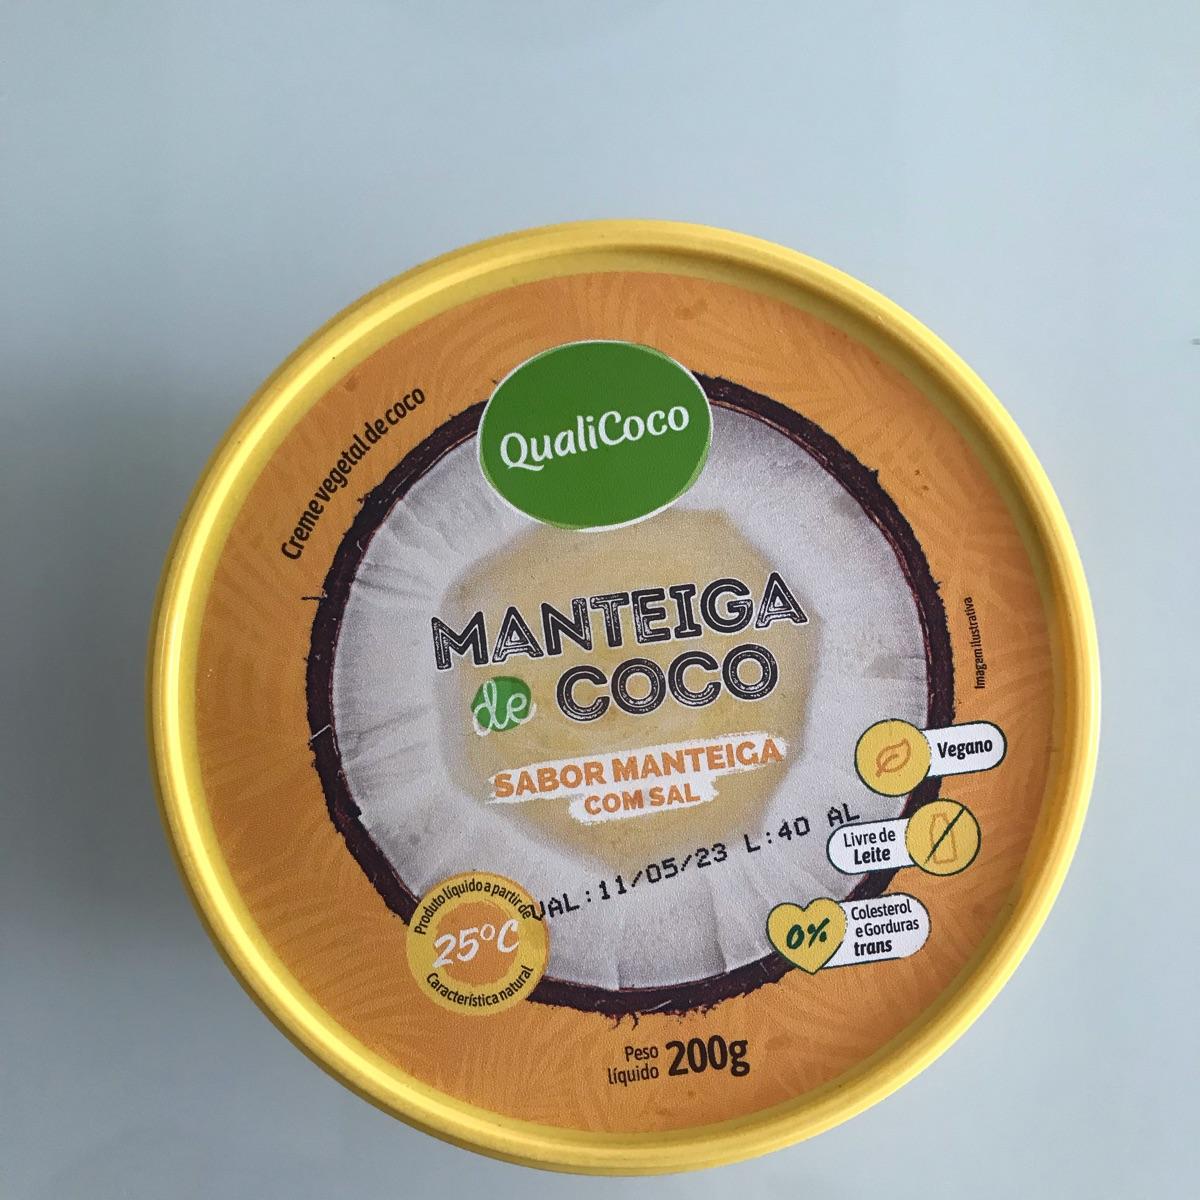 QualiCoco
Creme vegetal de coco
MANTEIGA
de COCO
SABOR MANTEIGA
COM SAL
Imagem ilustrativa
Vegano
Livre de
Leite
VAL:11/05/23 L:40 AL
0%
Colesterol
e Gorduras
trans
Produto líquido a partir de
25°C
Característica natural
Peso
líquido
200g